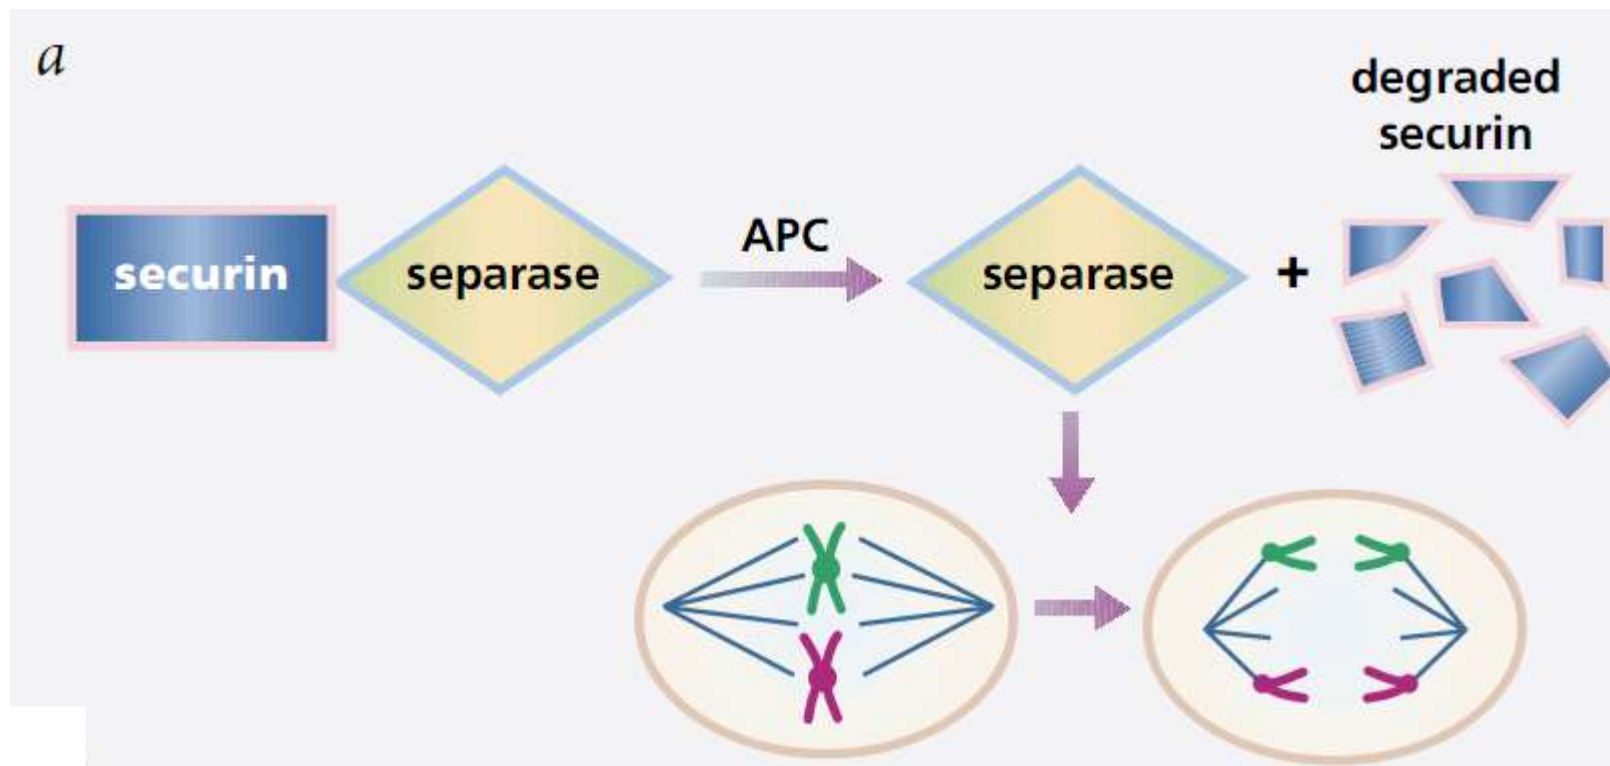 a
degraded
securin
securin
separase
APC
separase
+